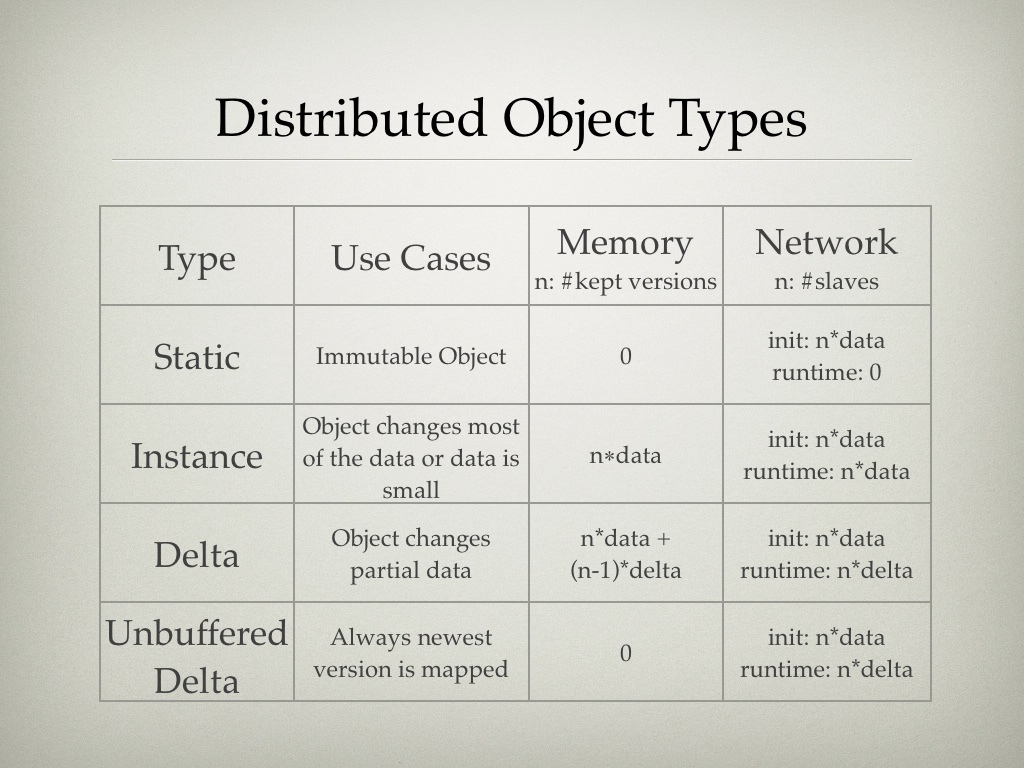 Distributed Object Types
Type
Use Cases
Memory
n: #kept versions
Network
n: #slaves
Static
Immutable Object
0
init: n*data
runtime: 0
Instance
Object changes most
of the data or data is
small
n*data
init: n*data
runtime: n*data
Delta
Object changes
partial data
n*data +
(n-1)*delta
init: n*data
runtime: n*delta
Unbuffered
Delta
Always newest
version is mapped
0
init: n*data
runtime: n*delta